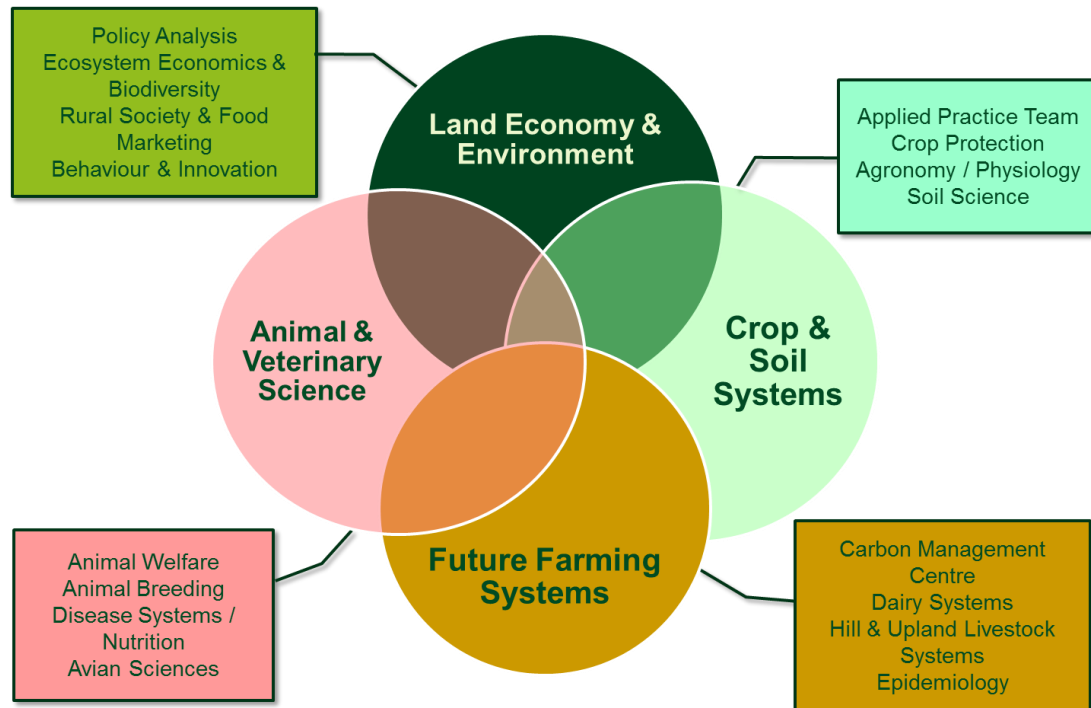 Policy Analysis
Ecosystem Economics &
Biodiversity
Rural Society & Food
Marketing
Behaviour & Innovation
Land Economy &
Environment
Applied Practice Team
Crop Protection
Agronomy / Physiology
Soil Science
Animal &
Veterinary
Science
Crop &
Soil
Systems
Future Farming
Systems
Animal Welfare
Animal Breeding
Disease Systems /
Nutrition
Avian Sciences
Carbon Management
Centre
Dairy Systems
Hill & Upland Livestock
Systems
Epidemiology